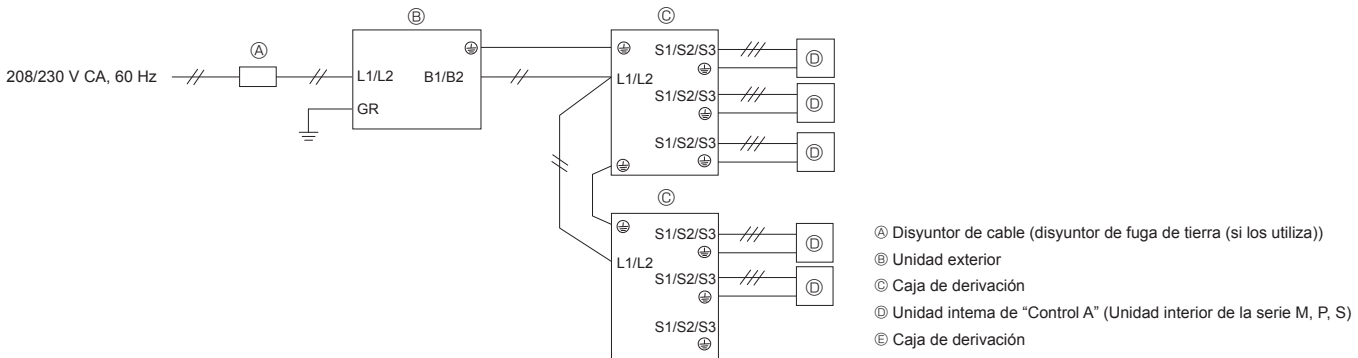 Ⓑ
Ⓒ
Ⓐ
208/230 V CA, 60 Hz
L1/L2
B1/B2
GR
L1/L2
S1/S2/S3
Ⓓ
S1/S2/S3
Ⓓ
S1/S2/S3
Ⓓ
Ⓒ
L1/L2
S1/S2/S3
Ⓓ
S1/S2/S3
Ⓓ
S1/S2/S3
Ⓐ Disyuntor de cable (disyuntor de fuga de tierra (si los utiliza))
Ⓑ Unidad exterior
Ⓒ Caja de derivación
Ⓓ Unidad interna de “Control A” (Unidad interior de la serie M, P, S)
Ⓔ Caja de derivación